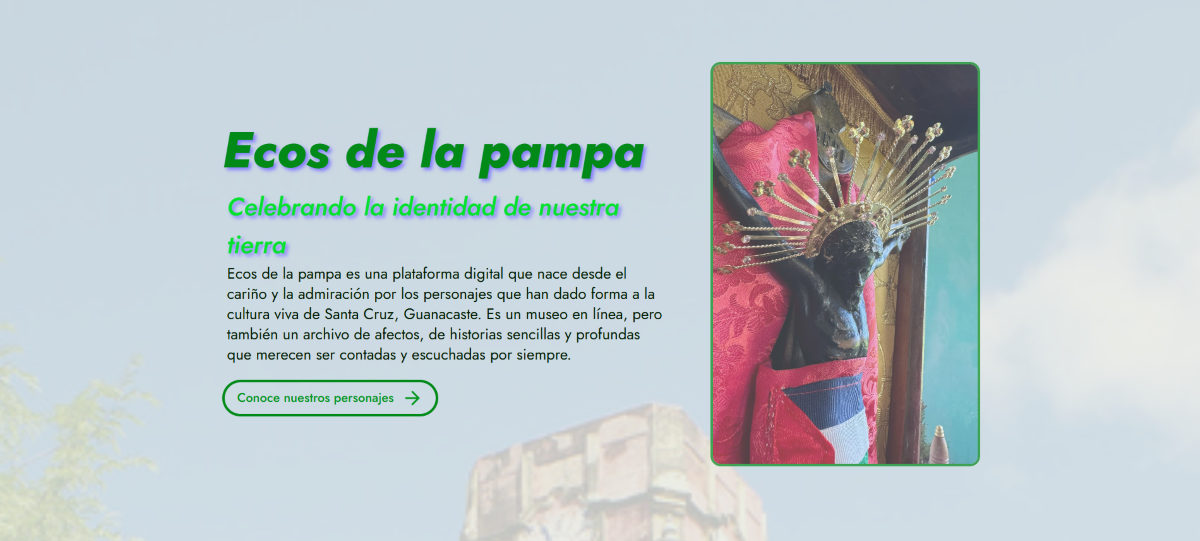 Ecos de la pampa
Celebrando la identidad de nuestra
tierra
Ecos de la pampa es una plataforma digital que nace desde el
cariño y la admiración por los personajes que han dado forma a la
cultura viva de Santa Cruz, Guanacaste. Es un museo en línea, pero
también un archivo de afectos, de historias sencillas y profundas
que merecen ser contadas y escuchadas por siempre.
Conoce nuestros personajes